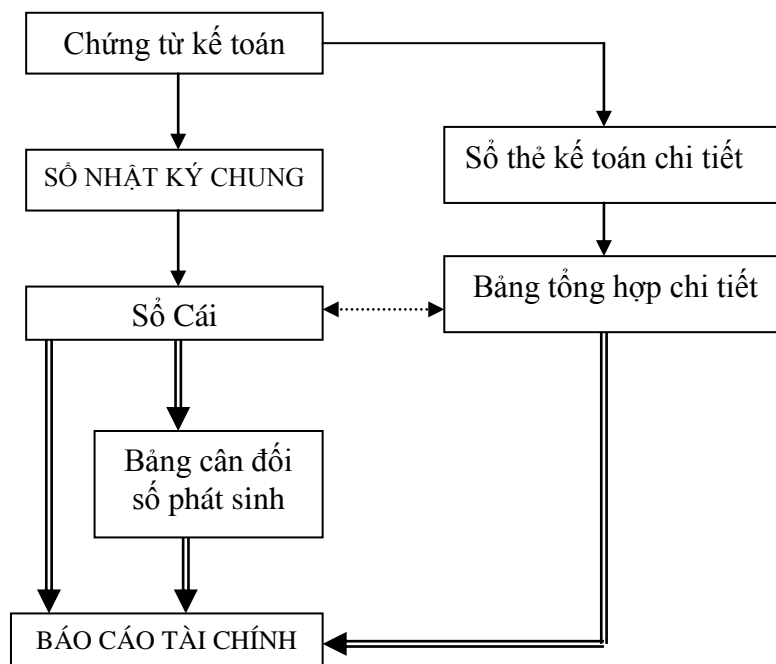 Chứng từ kế toán
Sổ thẻ kế toán chi tiết
SỔ NHẬT KÝ CHUNG
Bảng tổng hợp chi tiết
Sổ Cái
Bảng cân đối
số phát sinh
BÁO CÁO TÀI CHÍNH